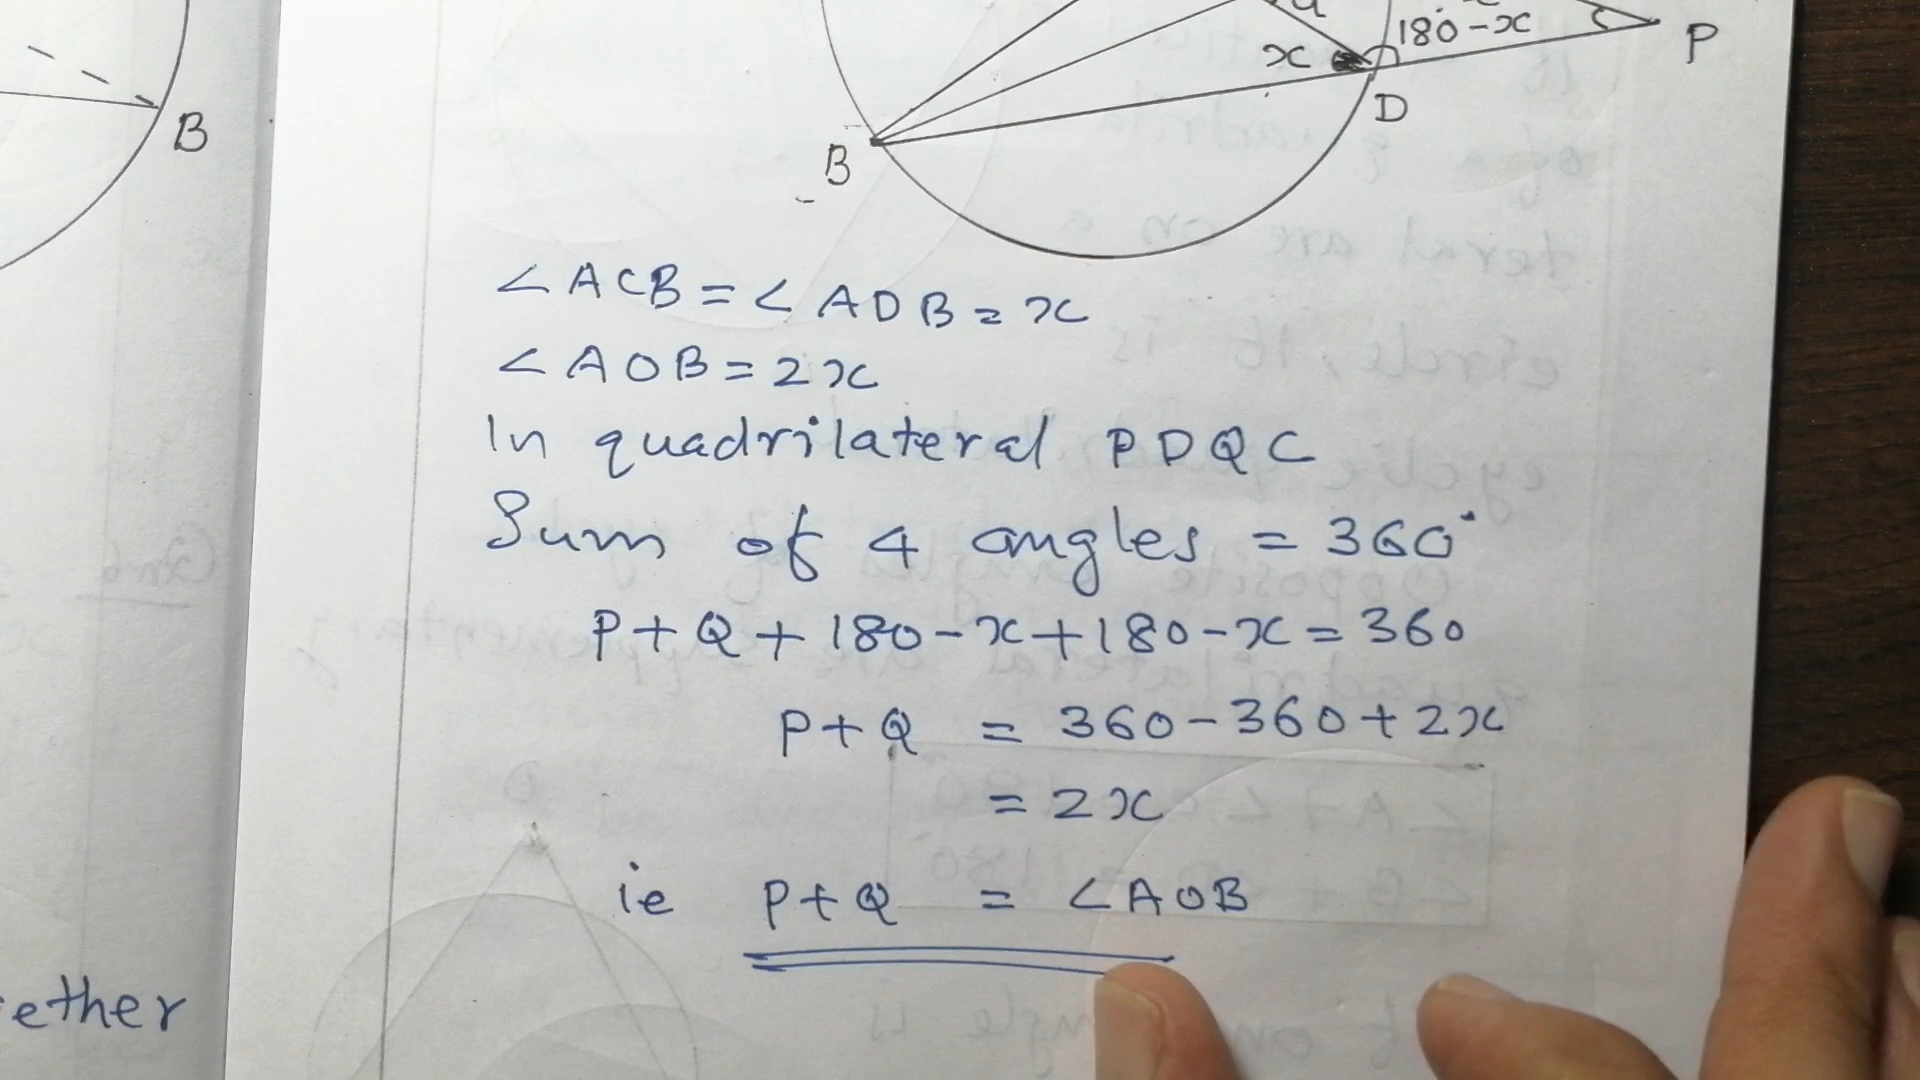 Q
180-x
P
x
D
B
B
∠ACB = ∠ADB = x
∠AOB = 2x
In quadrilateral PDQC
Sum of 4 angles = 360°
P+Q+180-x+180-x=360
P+Q = 360-360+2x
= 2x
ie P+Q = ∠AOB
ether